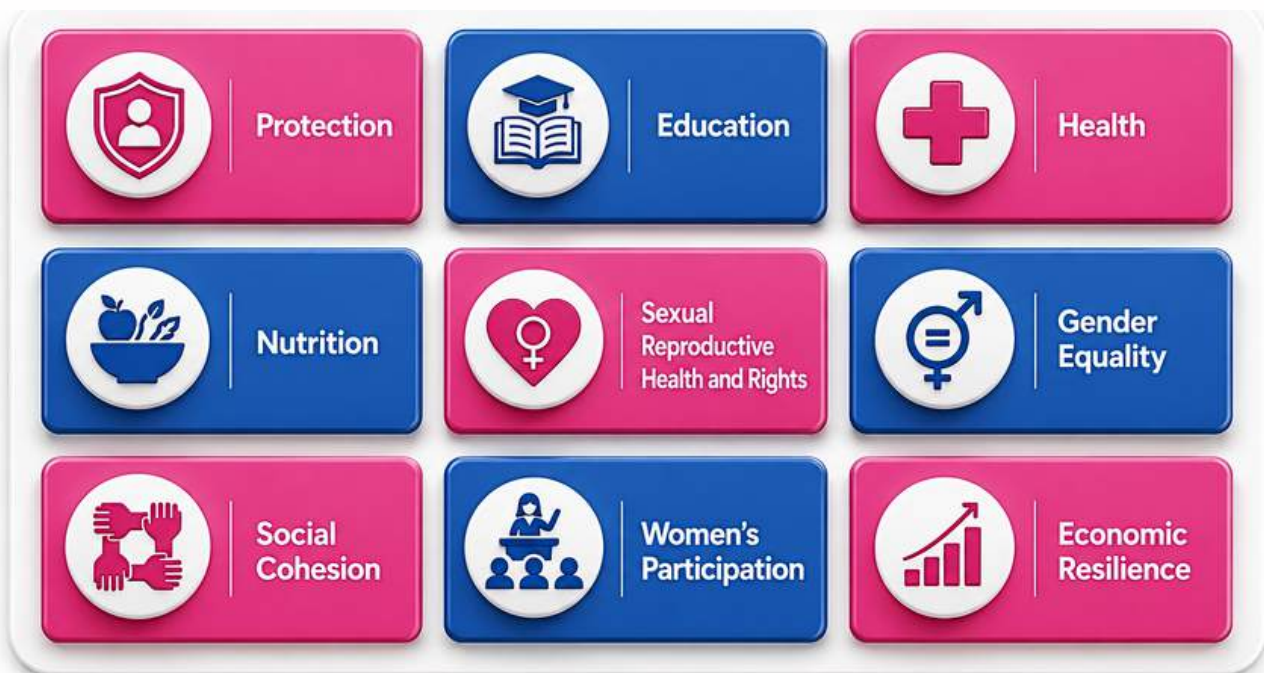 Protection
Education
Health
Nutrition
Sexual
Reproductive
Health and Rights
Gender
Equality
Social
Cohesion
Women's
Participation
Economic
Resilience